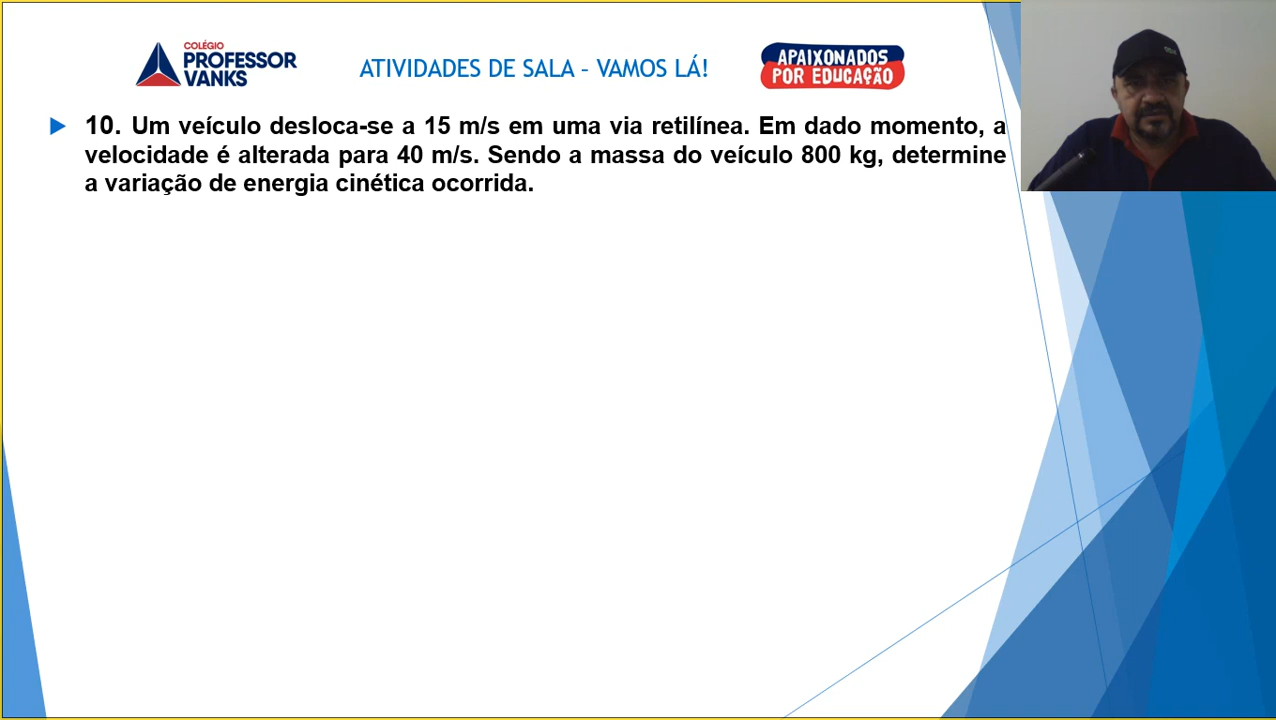 COLÉGIO
PROFESSOR
VANKS
ATIVIDADES DE SALA – VAMOS LÁ!
APAIXONADOS
POR EDUCAÇÃO
10. Um veículo desloca-se a 15 m/s em uma via retilínea. Em dado momento, a
velocidade é alterada para 40 m/s. Sendo a massa do veículo 800 kg, determine
a variação de energia cinética ocorrida.